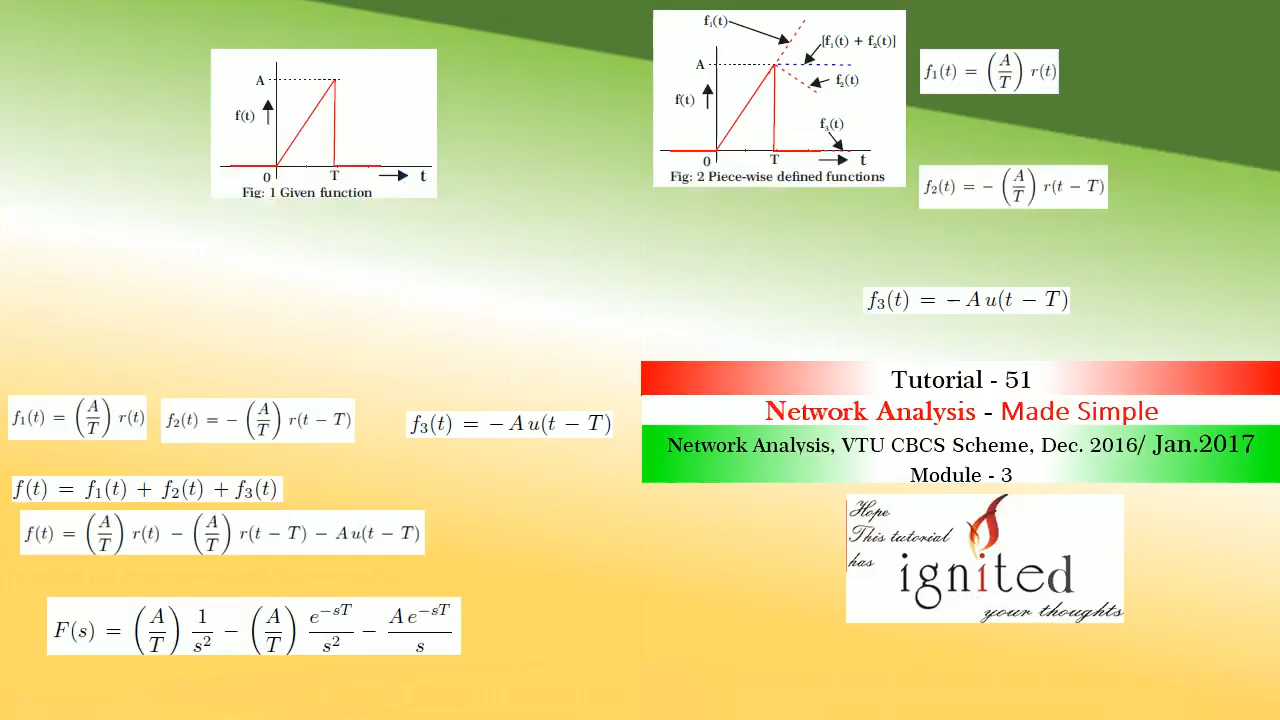 A
f(t)
0
T
t
Fig: 1 Given function
f₁(t)
[f₁(t) + f₂(t)]
A
f₂(t)
f(t)
f₃(t)
0
T
t
Fig: 2 Piece-wise defined functions
f₁(t) = (A/T) r(t)
f₂(t) = − (A/T) r(t − T)
f₃(t) = − A u(t − T)
f₁(t) = (A/T) r(t)
f₂(t) = − (A/T) r(t − T)
f₃(t) = − A u(t − T)
f(t) = f₁(t) + f₂(t) + f₃(t)
f(t) = (A/T) r(t) − (A/T) r(t − T) − A u(t − T)
F(s) = (A/T) 1/s² − (A/T) e^−sT/s² − A e^−sT/s
Tutorial - 51
Network Analysis - Made Simple
Network Analysis, VTU CBCS Scheme, Dec. 2016/ Jan.2017
Module - 3
Hope
This tutorial
has
ignited
your thoughts